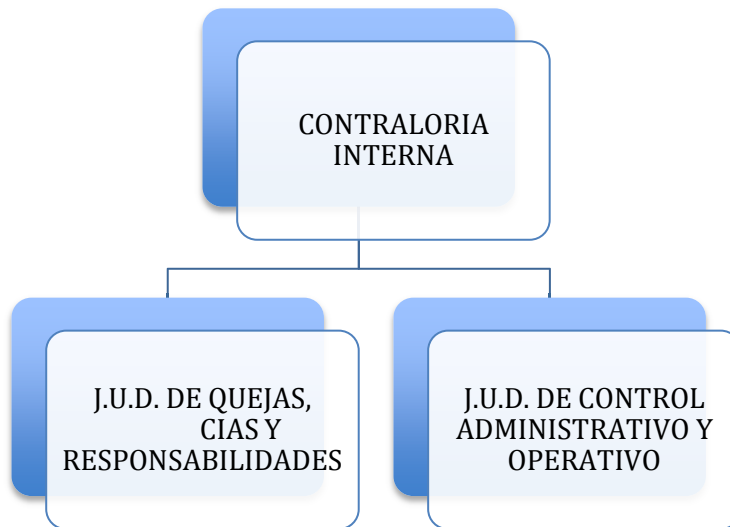 CONTRALORIA
INTERNA
J.U.D. DE QUEJAS,
CIAS Y
RESPONSABILIDADES
J.U.D. DE CONTROL
ADMINISTRATIVO Y
OPERATIVO